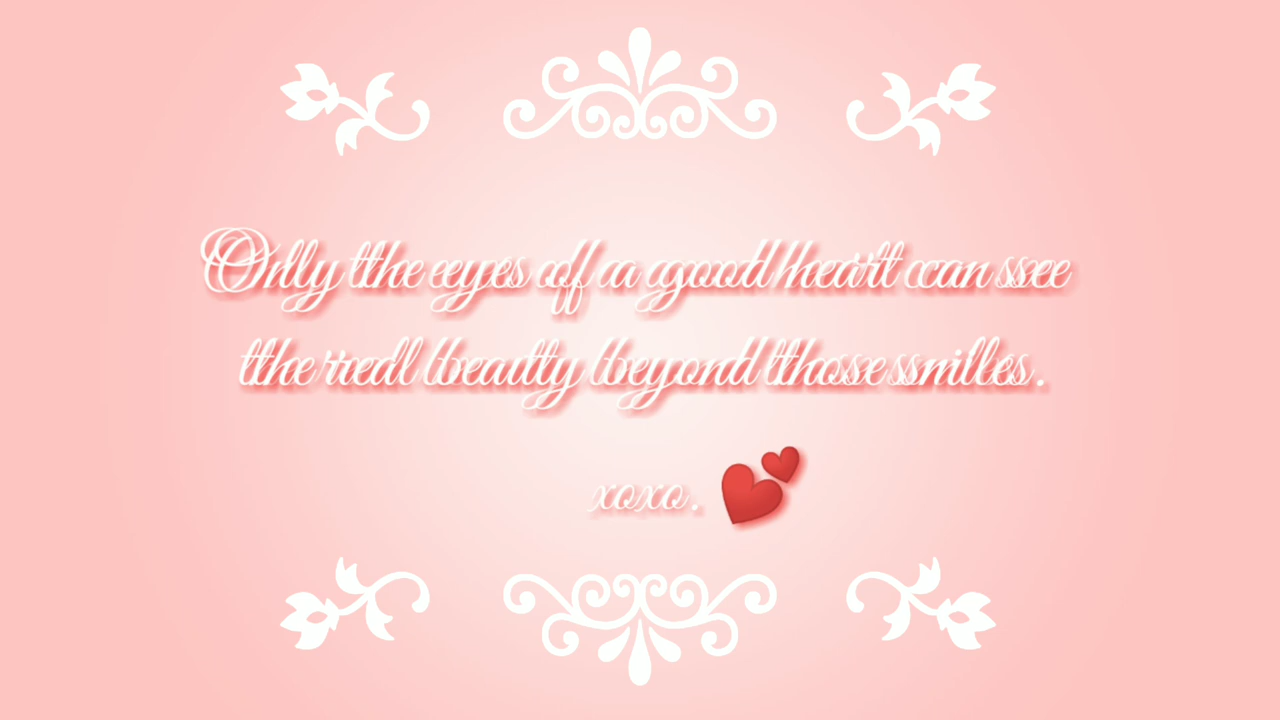 Only the eyes of a good heart can see
the real beauty beyond those smiles.
xoxo. 💕